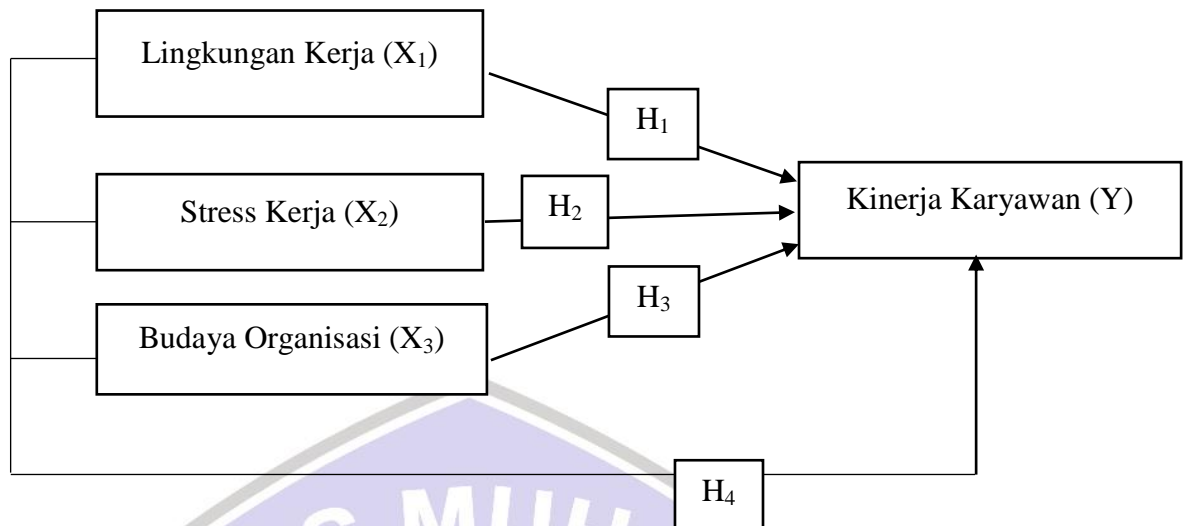 Lingkungan Kerja (X₁)
H₁
Stress Kerja (X₂)
H₂
Kinerja Karyawan (Y)
H₃
Budaya Organisasi (X₃)
H₄